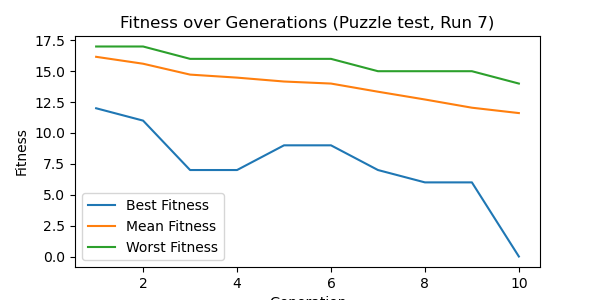 Fitness over Generations (Puzzle test, Run 7)
17.5
15.0
12.5
10.0
7.5
5.0
2.5
0.0
Fitness
Best Fitness
Mean Fitness
Worst Fitness
2 4 6 8 10
Generation